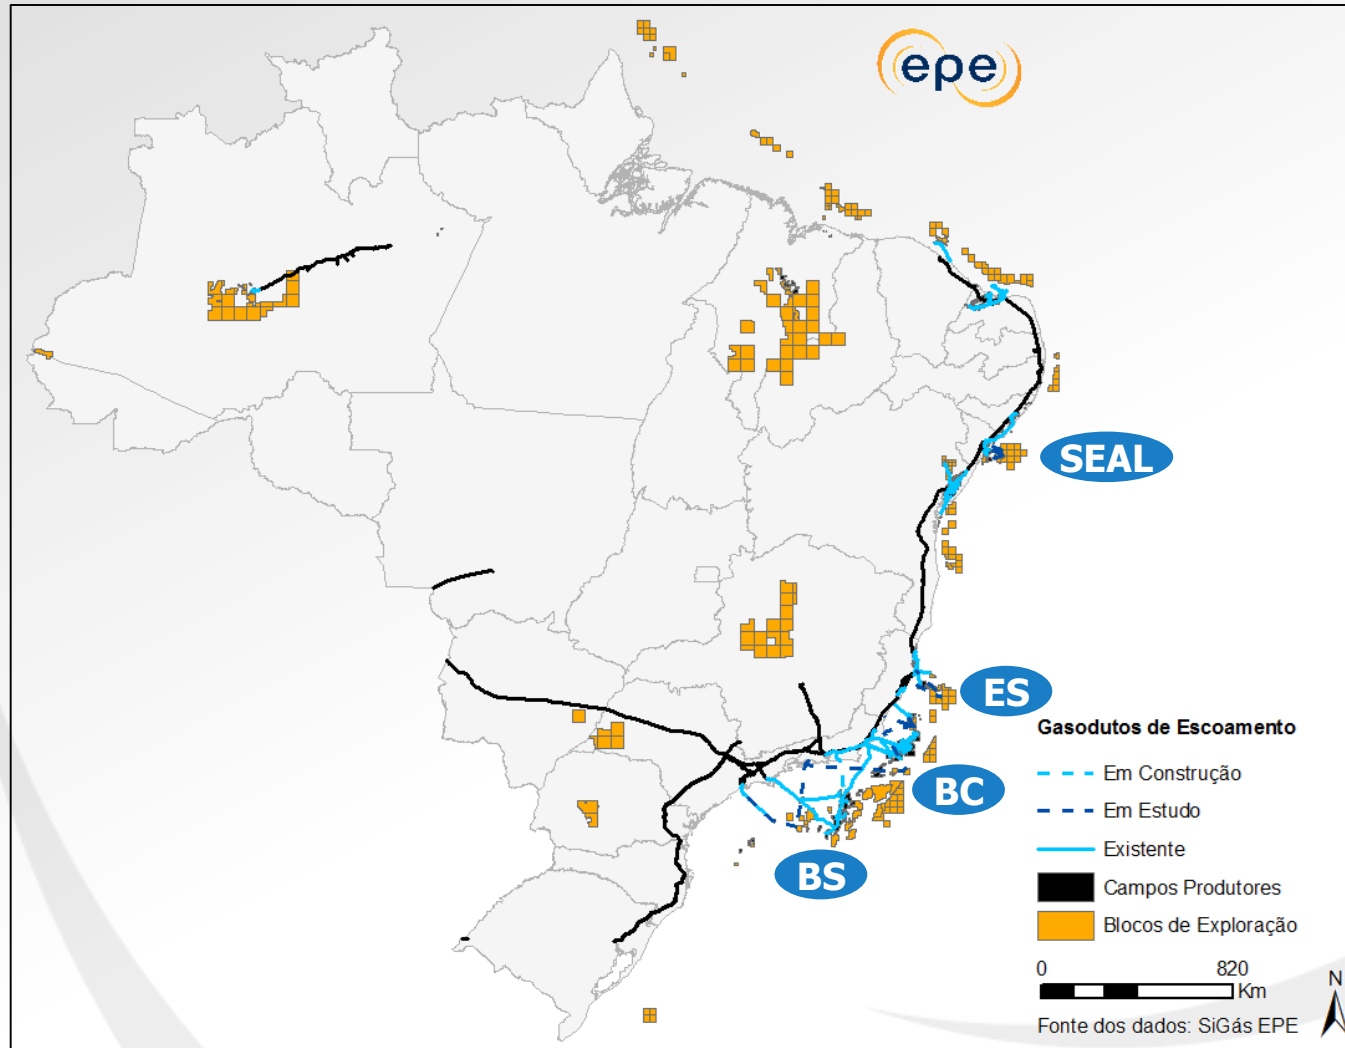 epe
SEAL
ES
BC
BS
Gasodutos de Escoamento
Em Construção
Em Estudo
Existente
Campos Produtores
Blocos de Exploração
0 820
Km
N
Fonte dos dados: SiGás EPE